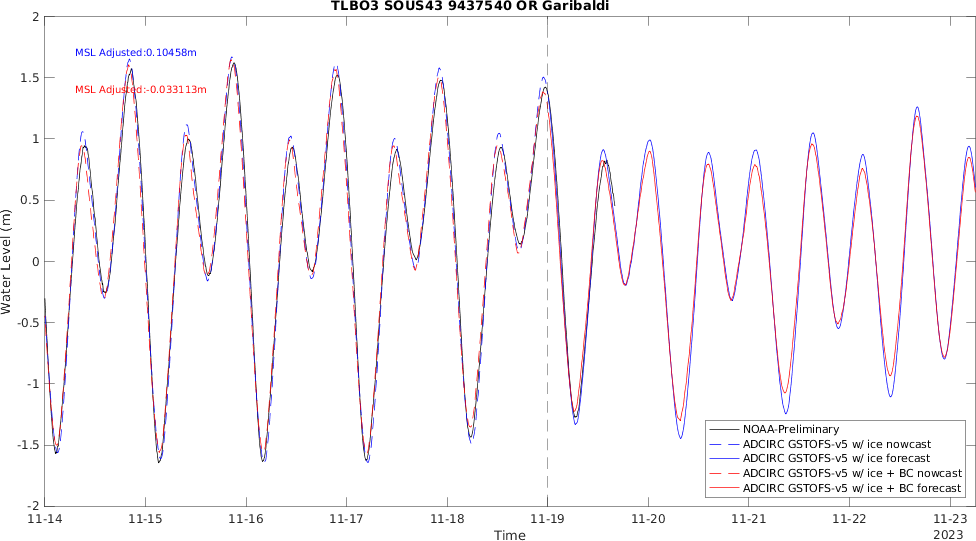 TLBO3 SOUS43 9437540 OR Garibaldi
2
1.5
1
0.5
0
-0.5
-1
-1.5
-2
Water Level (m)
MSL Adjusted:0.10458m
MSL Adjusted:-0.033113m
NOAA-Preliminary
ADCIRC GSTOFS-v5 w/ ice nowcast
ADCIRC GSTOFS-v5 w/ ice forecast
ADCIRC GSTOFS-v5 w/ ice + BC nowcast
ADCIRC GSTOFS-v5 w/ ice + BC forecast
11-14 11-15 11-16 11-17 11-18 11-19 11-20 11-21 11-22 11-23
Time
2023